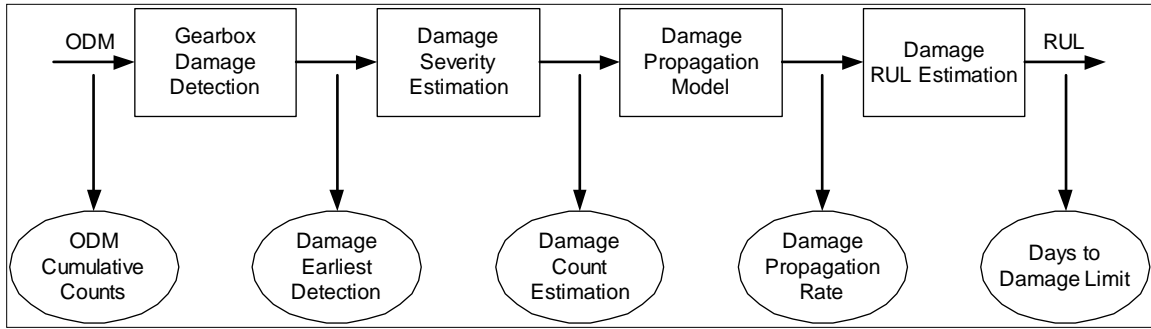 ODM
Gearbox
Damage
Detection
Damage
Severity
Estimation
Damage
Propagation
Model
Damage
RUL Estimation
RUL
ODM
Cumulative
Counts
Damage
Earliest
Detection
Damage
Count
Estimation
Damage
Propagation
Rate
Days to
Damage Limit